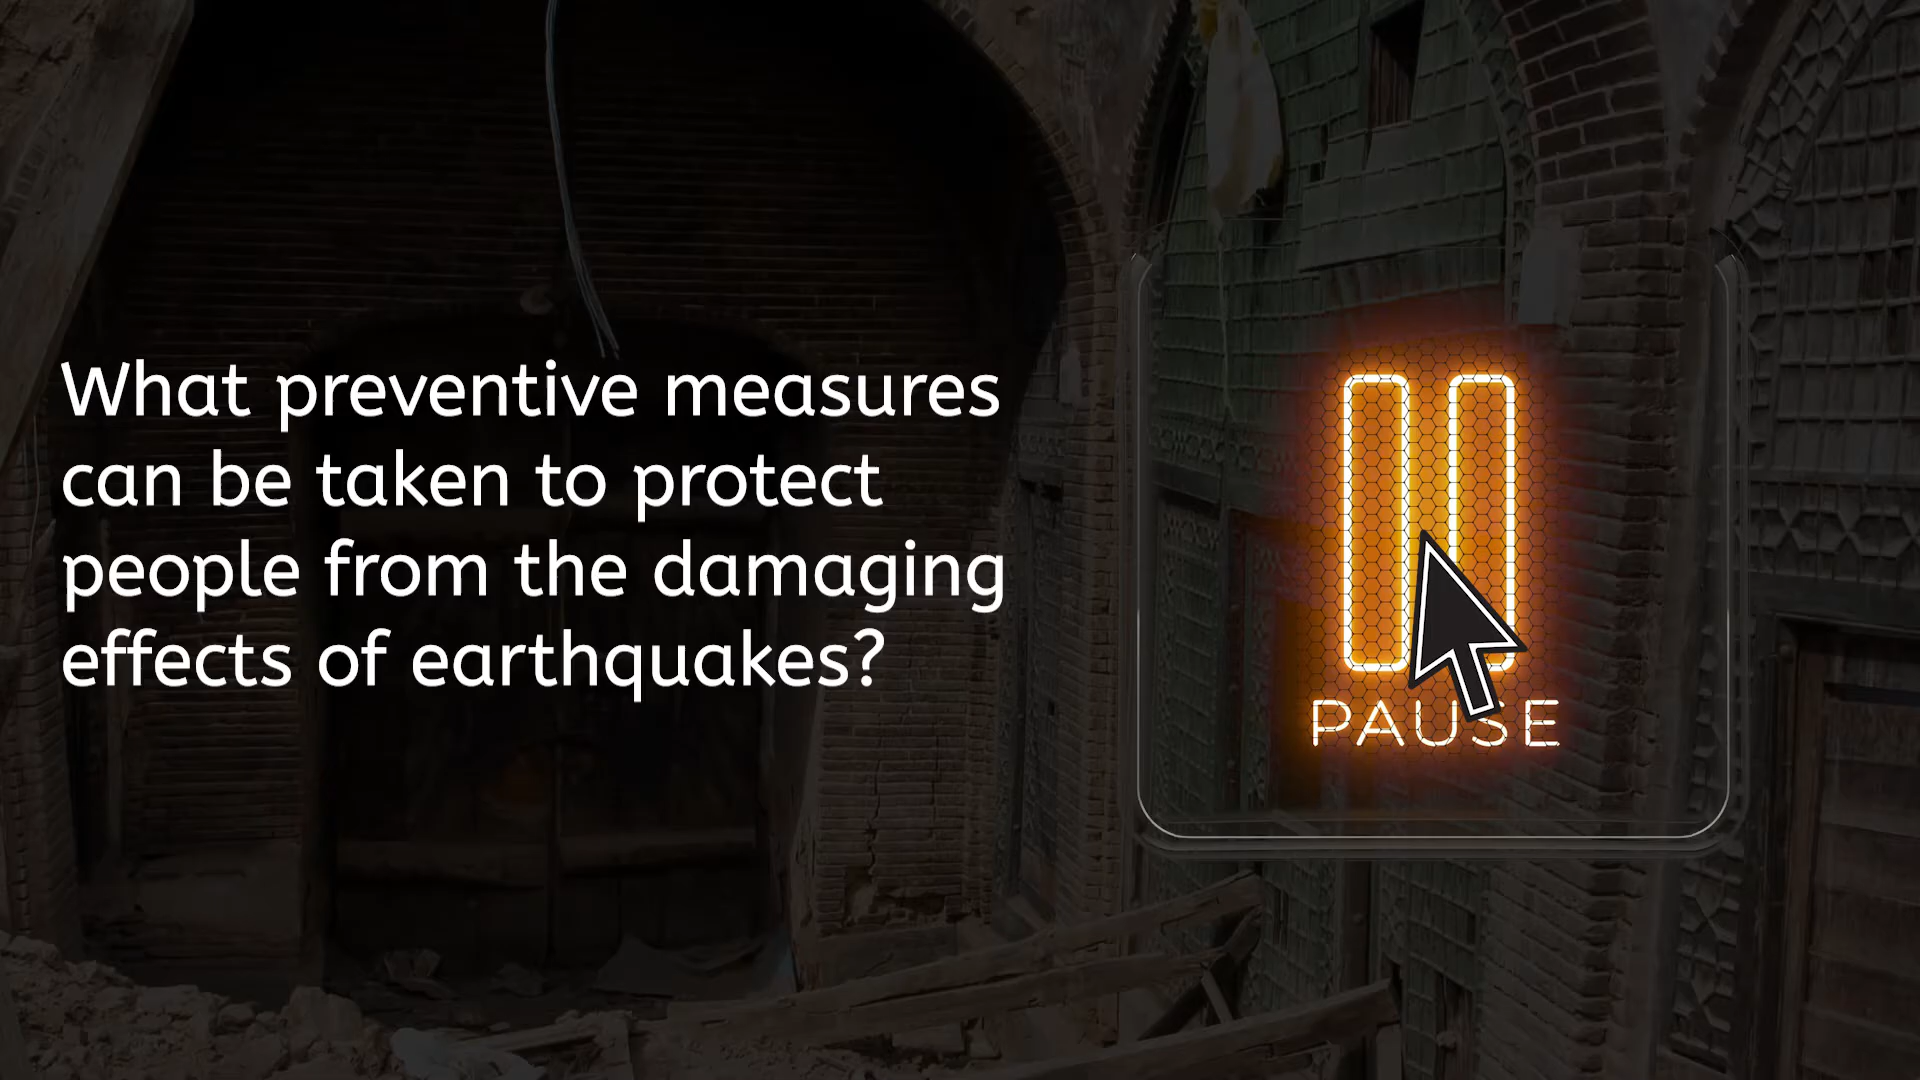 What preventive measures
can be taken to protect
people from the damaging
effects of earthquakes?
PAUSE